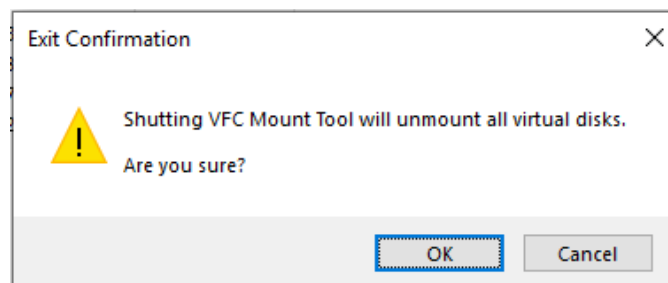 Exit Confirmation
Shutting VFC Mount Tool will unmount all virtual disks.
Are you sure?
OK Cancel